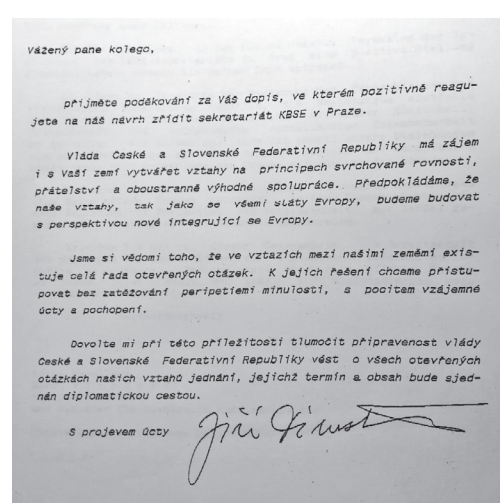 Vážený pane kolego,
přijměte poděkování za Váš dopis, ve kterém pozitivně reagu-
jete na náš návrh zřídit sekretariát KBSE v Praze.
Vláda České a Slovenské Federativní Republiky má zájem
i s Vaší zemí vytvářet vztahy na principech svrchované rovnosti,
přátelství a oboustranně výhodné spolupráce. Předpokládáme, že
naše vztahy, tak jako se všemi státy Evropy, budeme budovat
s perspektivou nové integrující se Evropy.
Jsme si vědomi toho, že ve vztazích mezi našimi zeměmi exis-
tuje celá řada otevřených otázek. K jejich řešení chceme přistu-
povat bez zatěžování peripetiemi minulosti, s pocitem vzájemné
úcty a pochopení.
Dovolte mi při této příležitosti tlumočit připravenost vlády
České a Slovenské Federativní Republiky vést o všech otevřených
otázkách našich vztahů jednání, jejichž termín a obsah bude sjed-
nán diplomatickou cestou.
S projevem úcty
Jiří